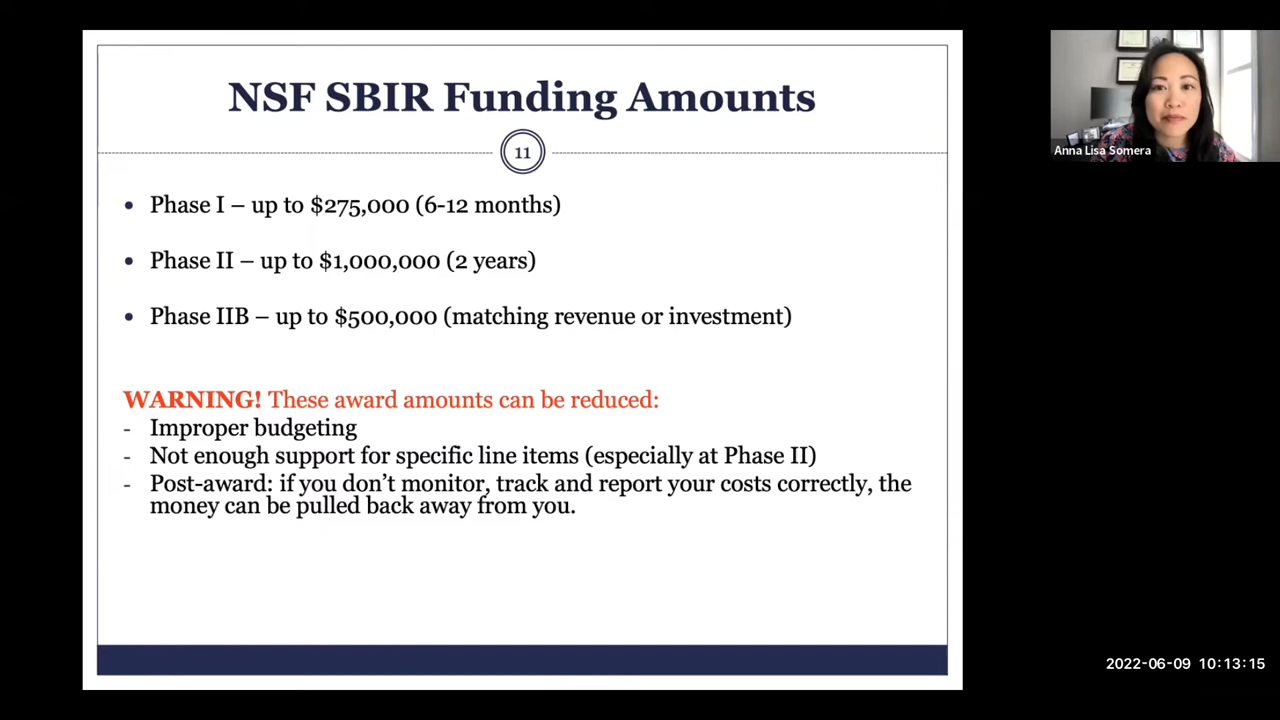 NSF SBIR Funding Amounts
11
• Phase I – up to $275,000 (6-12 months)
• Phase II – up to $1,000,000 (2 years)
• Phase IIB – up to $500,000 (matching revenue or investment)
WARNING! These award amounts can be reduced:
- Improper budgeting
- Not enough support for specific line items (especially at Phase II)
- Post-award: if you don’t monitor, track and report your costs correctly, the
money can be pulled back away from you.
Anna Lisa Somera
2022-06-09 10:13:15